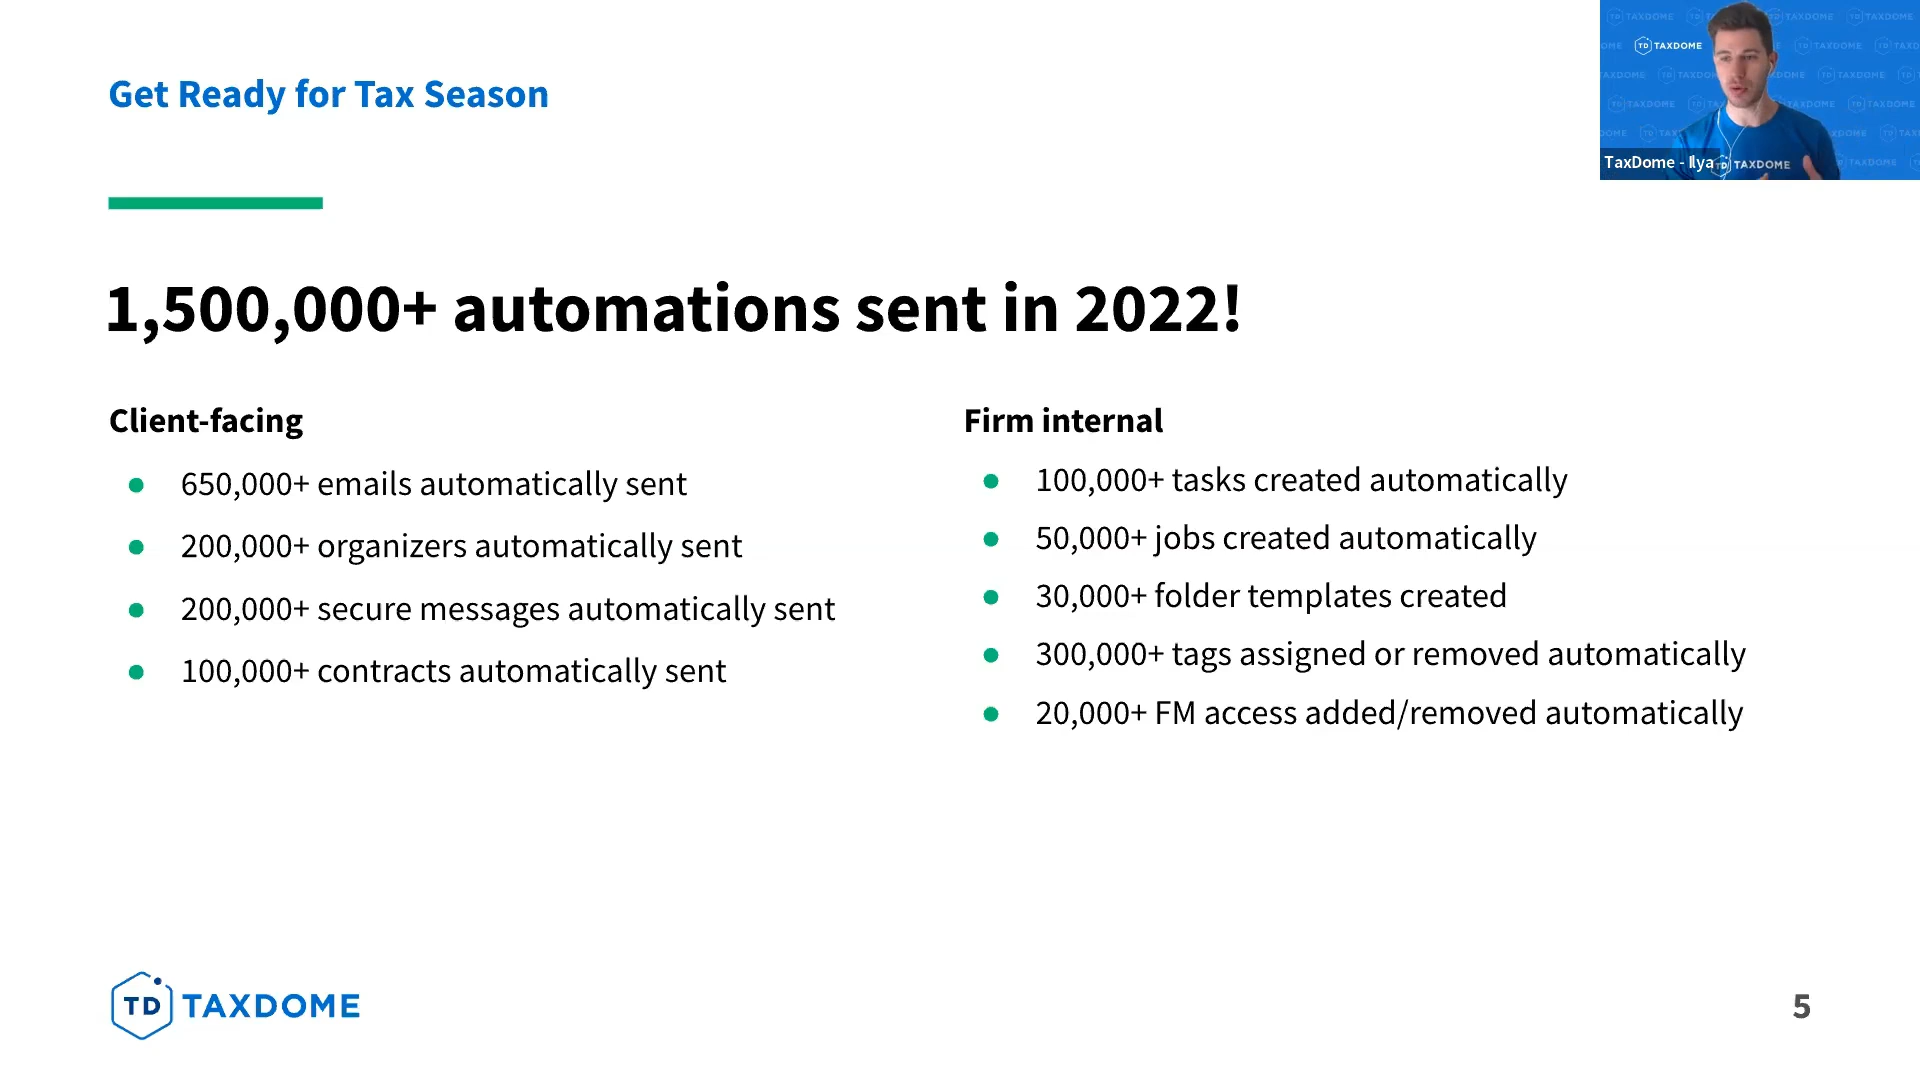 Get Ready for Tax Season
TD TAXDOME
TaxDome - Ilya
TD TAXDOME
1,500,000+ automations sent in 2022!
Client-facing
650,000+ emails automatically sent
200,000+ organizers automatically sent
200,000+ secure messages automatically sent
100,000+ contracts automatically sent
Firm internal
100,000+ tasks created automatically
50,000+ jobs created automatically
30,000+ folder templates created
300,000+ tags assigned or removed automatically
20,000+ FM access added/removed automatically
TD TAXDOME
5